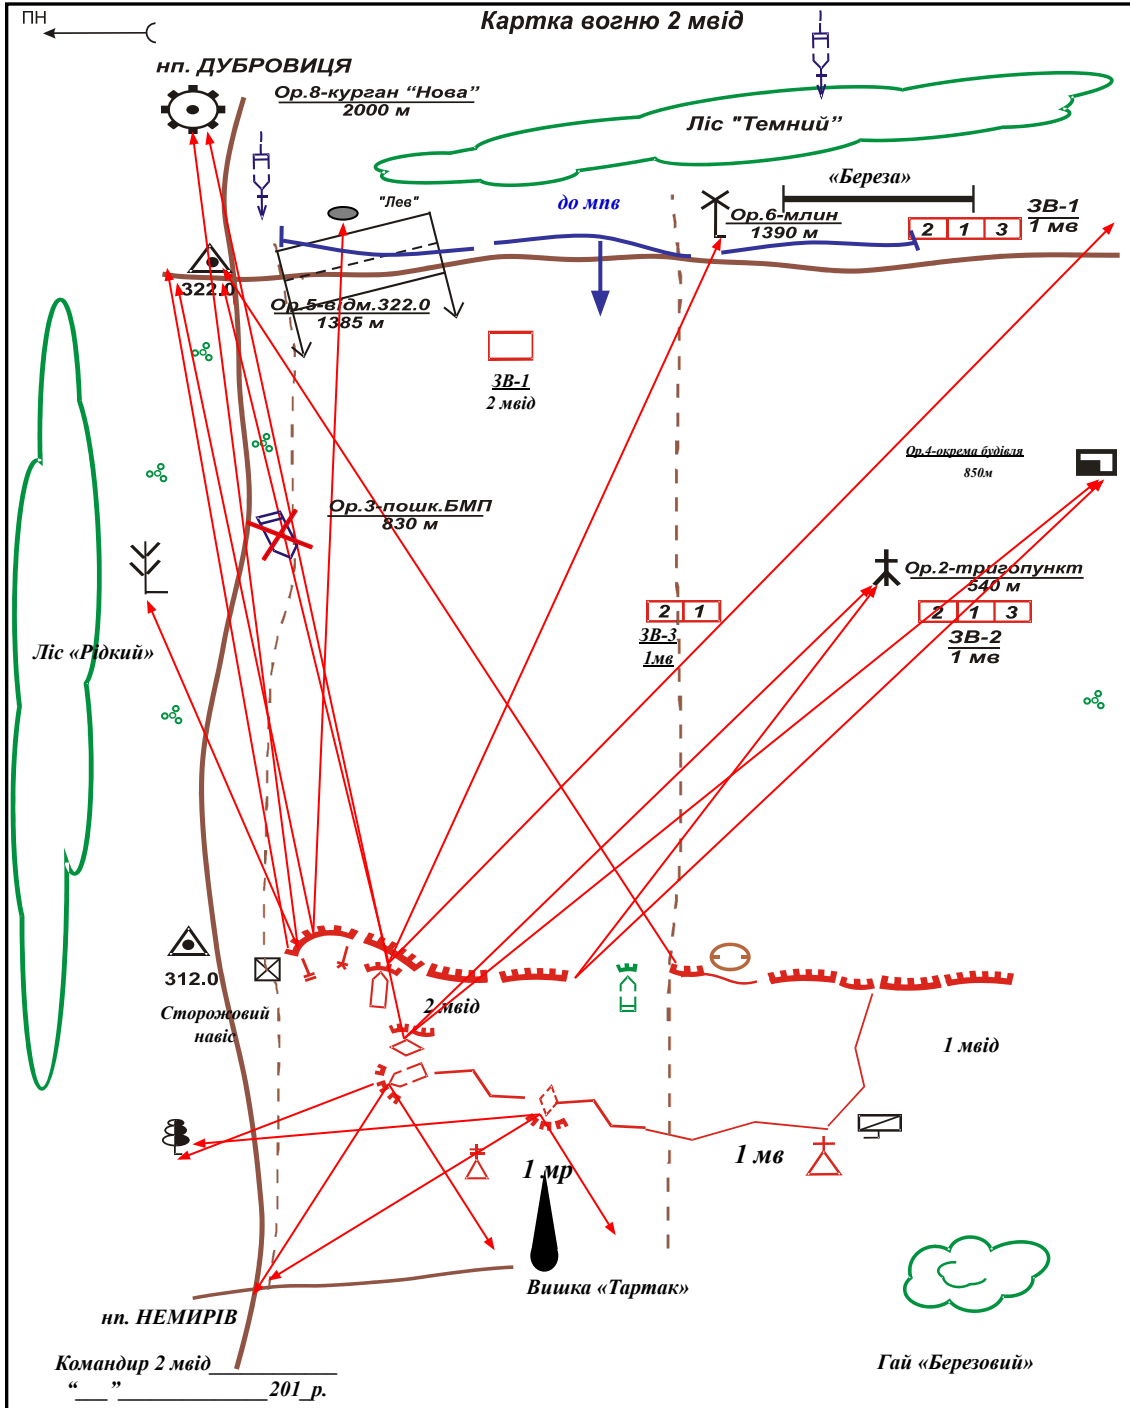 ПН
Картка вогню 2 мвід
нп. ДУБРОВИЦЯ
Ор.8-курган “Нова”
2000 м
Ліс "Темний”
«Береза»
"Лев"
до мпв
Ор.6-млин
1390 м
2 1 3
ЗВ-1
1 мв
322.0
Ор.5-відм.322.0
1385 м
ЗВ-1
2 мвід
Ор.4-окрема будівля
850м
Ор.3-пошк.БМП
830 м
Ор.2-тригопункт
540 м
2 1
ЗВ-3
1мв
2 1 3
ЗВ-2
1 мв
Ліс «Рідкий»
312.0
Сторожовий
навіс
2 мвід
1 мвід
1 мв
1 мр
Вишка «Тартак»
нп. НЕМИРІВ
Гай «Березовий»
Командир 2 мвід____________
“___”______________201_р.